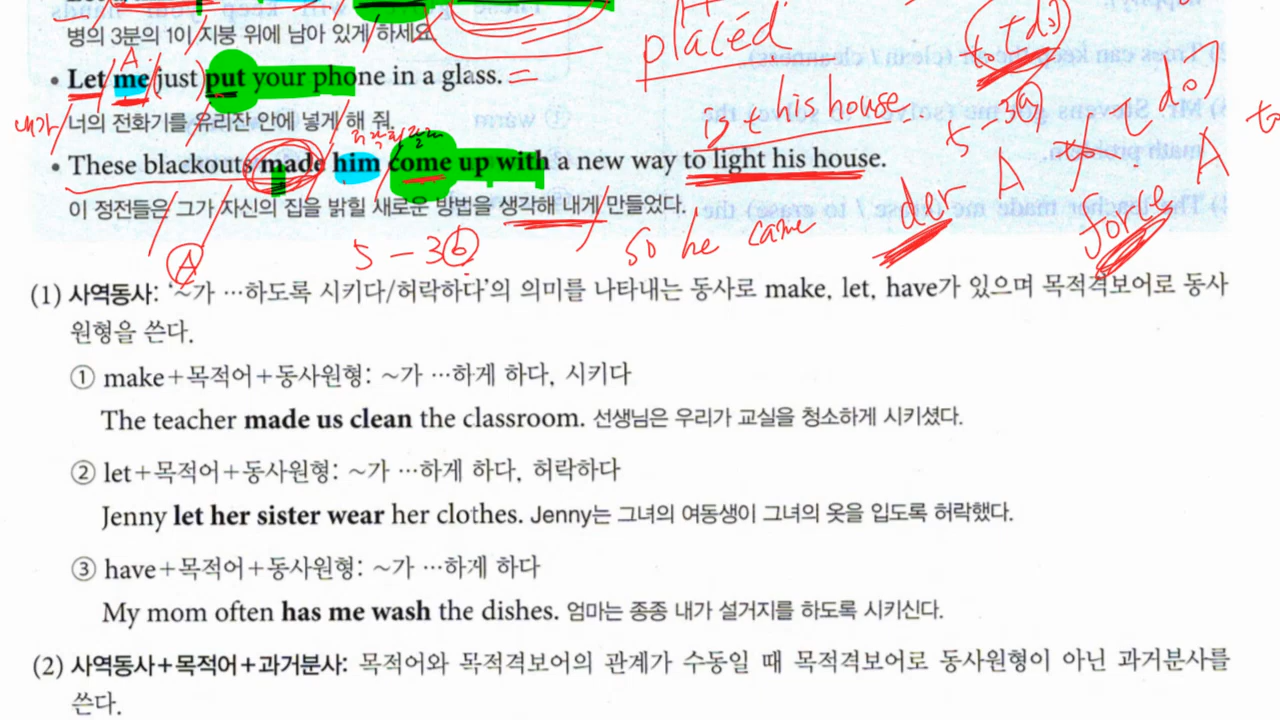 병의 3분의 1이 지붕 위에 남아 있게 하세요.
placed
• Let me just put your phone in a glass.
A
내가
너의 전화기를 유리잔 안에 넣게 해 줘.
• These blackouts made him come up with a new way to light his house.
이 정전들은 그가 자신의 집을 밝힐 새로운 방법을 생각해 내게 만들었다.
A
5-3ⓑ
so he came
force
A
(1) 사역동사: ‘~가 …하도록 시키다/허락하다’의 의미를 나타내는 동사로 make, let, have가 있으며 목적격보어로 동사
원형을 쓴다.
① make+목적어+동사원형: ~가 …하게 하다, 시키다
The teacher made us clean the classroom. 선생님은 우리가 교실을 청소하게 시키셨다.
② let+목적어+동사원형: ~가 …하게 하다, 허락하다
Jenny let her sister wear her clothes. Jenny는 그녀의 여동생이 그녀의 옷을 입도록 허락했다.
③ have+목적어+동사원형: ~가 …하게 하다
My mom often has me wash the dishes. 엄마는 종종 내가 설거지를 하도록 시키신다.
(2) 사역동사+목적어+과거분사: 목적어와 목적격보어의 관계가 수동일 때 목적격보어로 동사원형이 아닌 과거분사를
쓴다.